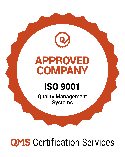 APPROVED
COMPANY
ISO 9001
Quality Management
Systems
QMS Certification Services